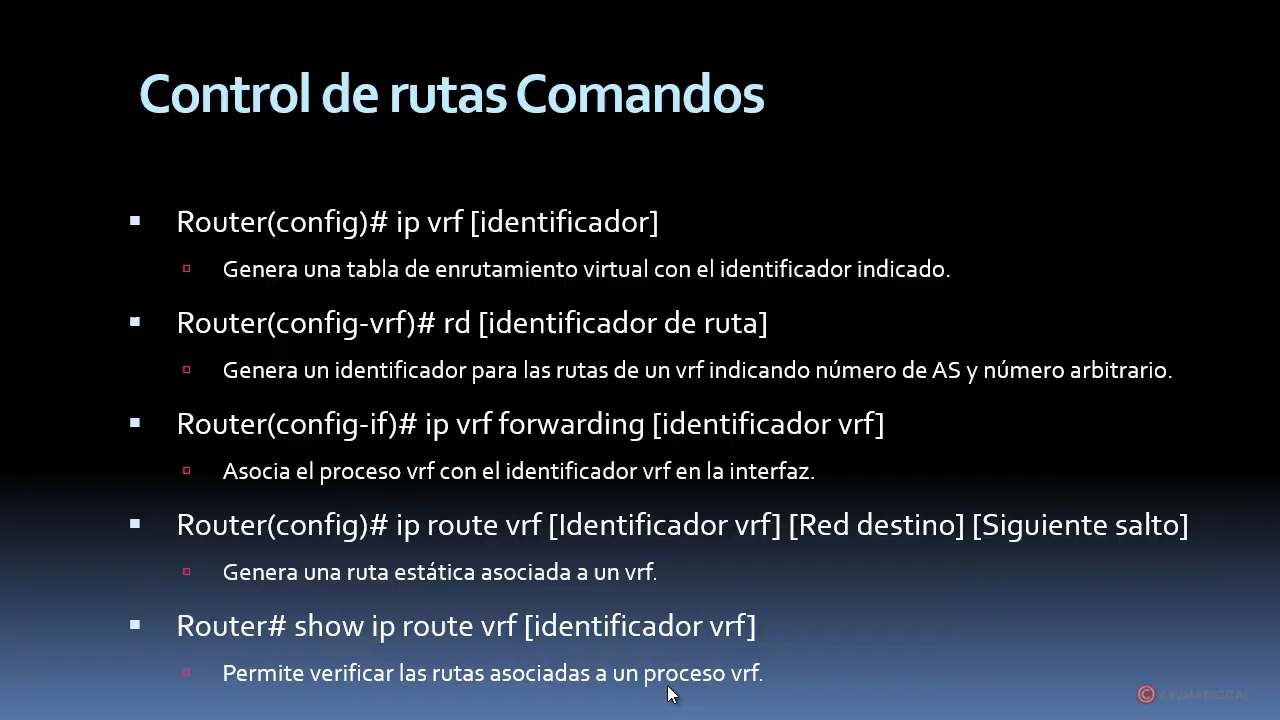 Control de rutas Comandos
Router(config)# ip vrf [identificador]
Genera una tabla de enrutamiento virtual con el identificador indicado.
Router(config-vrf)# rd [identificador de ruta]
Genera un identificador para las rutas de un vrf indicando número de AS y número arbitrario.
Router(config-if)# ip vrf forwarding [identificador vrf]
Asocia el proceso vrf con el identificador vrf en la interfaz.
Router(config)# ip route vrf [Identificador vrf] [Red destino] [Siguiente salto]
Genera una ruta estática asociada a un vrf.
Router# show ip route vrf [identificador vrf]
Permite verificar las rutas asociadas a un proceso vrf.
©